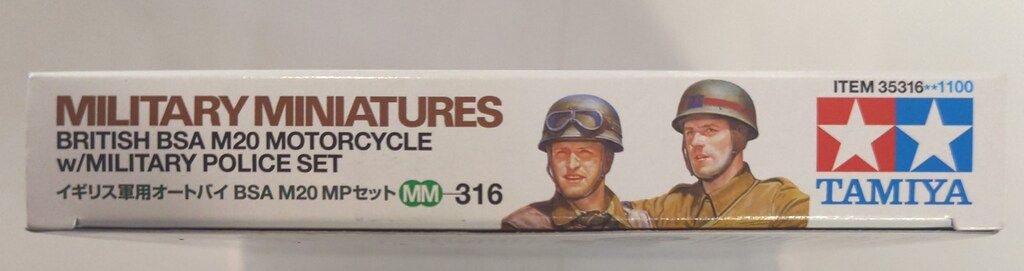 MILITARY MINIATURES
BRITISH BSA M20 MOTORCYCLE
w/MILITARY POLICE SET
イギリス軍用オートバイ BSA M20 MPセット MM 316
ITEM 35316**1100
TAMIYA